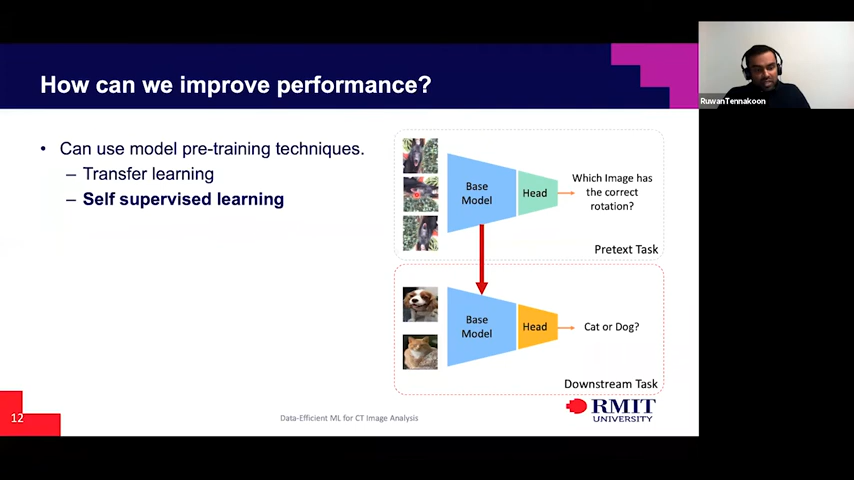 How can we improve performance?
RuwanTennakoon
• Can use model pre-training techniques.
– Transfer learning
– Self supervised learning
Base
Model
Head
Which Image has
the correct
rotation?
Pretext Task
Base
Model
Head
Cat or Dog?
Downstream Task
12
Data-Efficient ML for CT Image Analysis
RMIT
UNIVERSITY